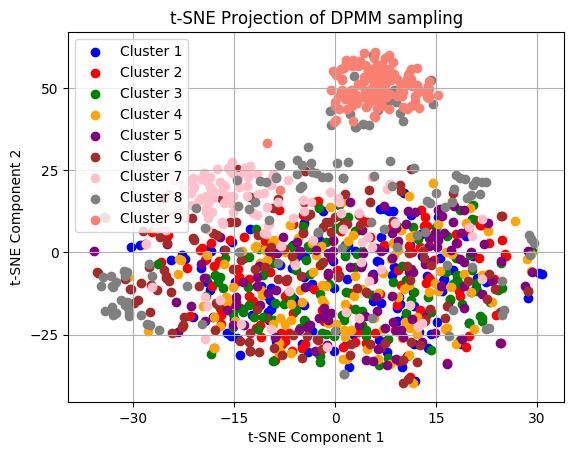 t-SNE Projection of DPMM sampling
Cluster 1
Cluster 2
Cluster 3
Cluster 4
Cluster 5
Cluster 6
Cluster 7
Cluster 8
Cluster 9
50
25
0
−25
t-SNE Component 2
−30
−15
0
15
30
t-SNE Component 1